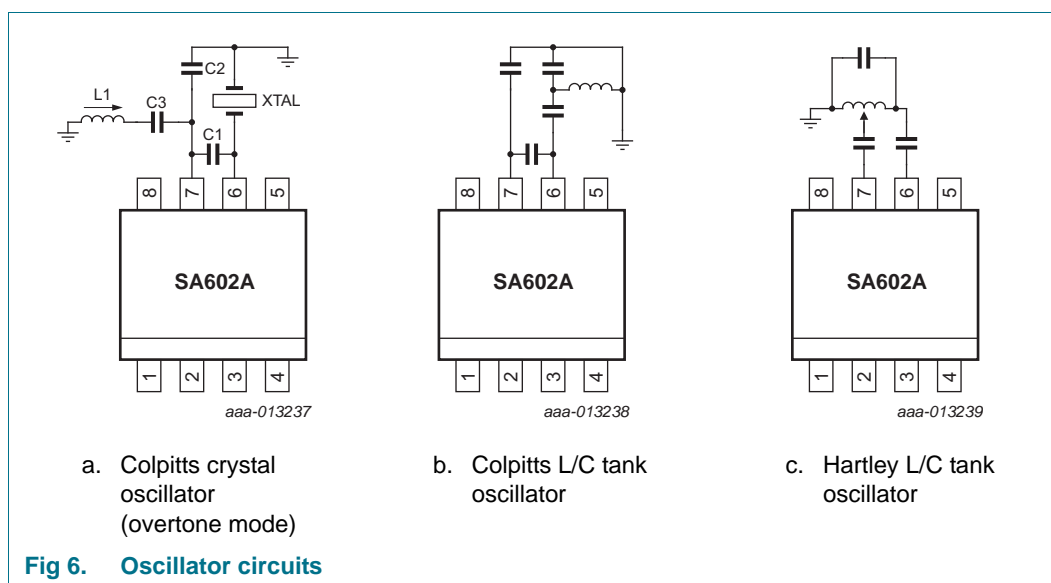 C2
L1
C3
XTAL
C1
8 7 6 5
SA602A
1 2 3 4
aaa-013237
8 7 6 5
SA602A
1 2 3 4
aaa-013238
8 7 6 5
SA602A
1 2 3 4
aaa-013239
a. Colpitts crystal
oscillator
(overtone mode)
b. Colpitts L/C tank
oscillator
c. Hartley L/C tank
oscillator
Fig 6. Oscillator circuits